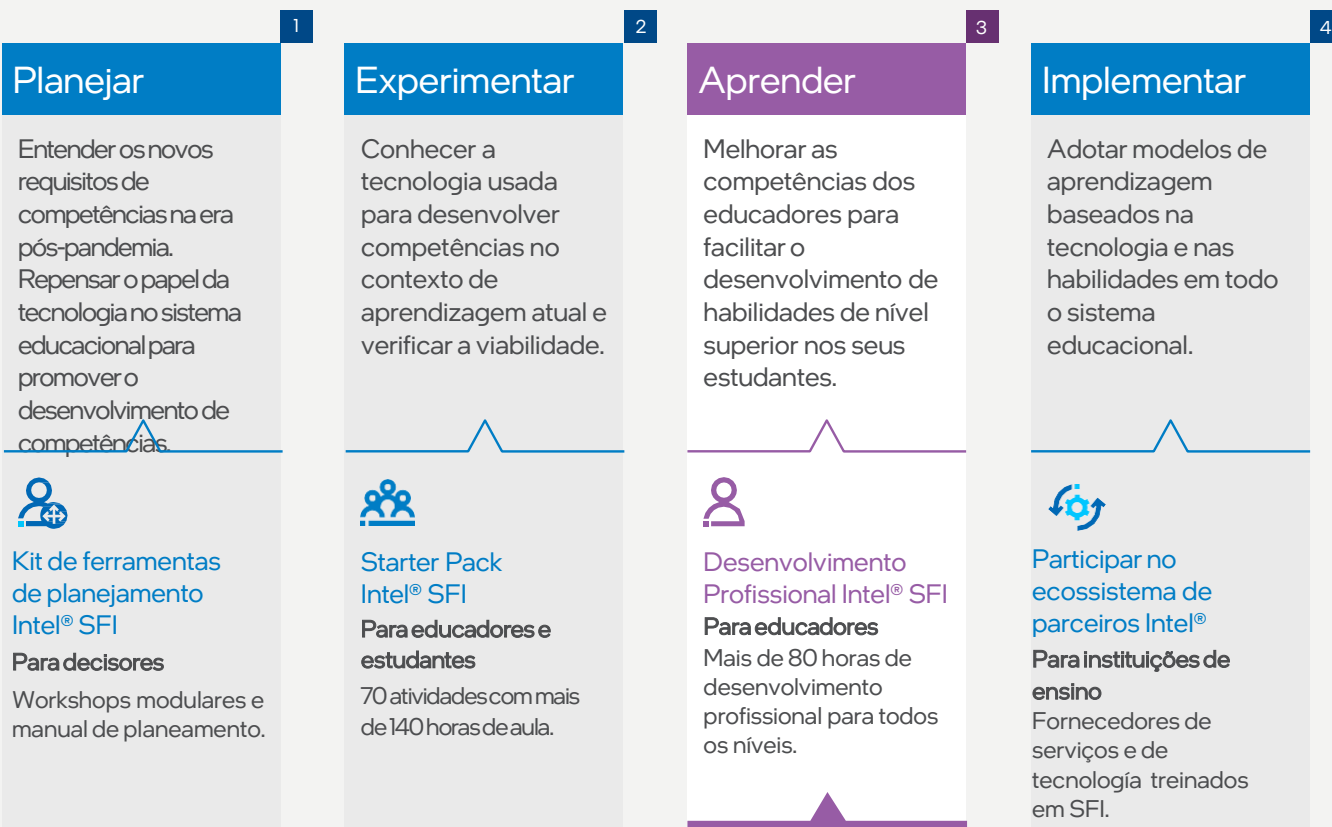 1
Planejar
Entender os novos
requisitos de
competências na era
pós-pandemia.
Repensar o papel da
tecnologia no sistema
educacional para
promover o
desenvolvimento de
competências.
Kit de ferramentas
de planejamento
Intel® SFI
Para decisores
Workshops modulares e
manual de planeamento.
2
Experimentar
Conhecer a
tecnologia usada
para desenvolver
competências no
contexto de
aprendizagem atual e
verificar a viabilidade.
Starter Pack
Intel® SFI
Para educadores e
estudantes
70 atividades com mais
de 140 horas de aula.
3
Aprender
Melhorar as
competências dos
educadores para
facilitar o
desenvolvimento de
habilidades de nível
superior nos seus
estudantes.
Desenvolvimento
Profissional Intel® SFI
Para educadores
Mais de 80 horas de
desenvolvimento
profissional para todos
os níveis.
4
Implementar
Adotar modelos de
aprendizagem
baseados na
tecnologia e nas
habilidades em todo
o sistema
educacional.
Participar no
ecossistema de
parceiros Intel®
Para instituições de
ensino
Fornecedores de
serviços e de
tecnología treinados
em SFI.